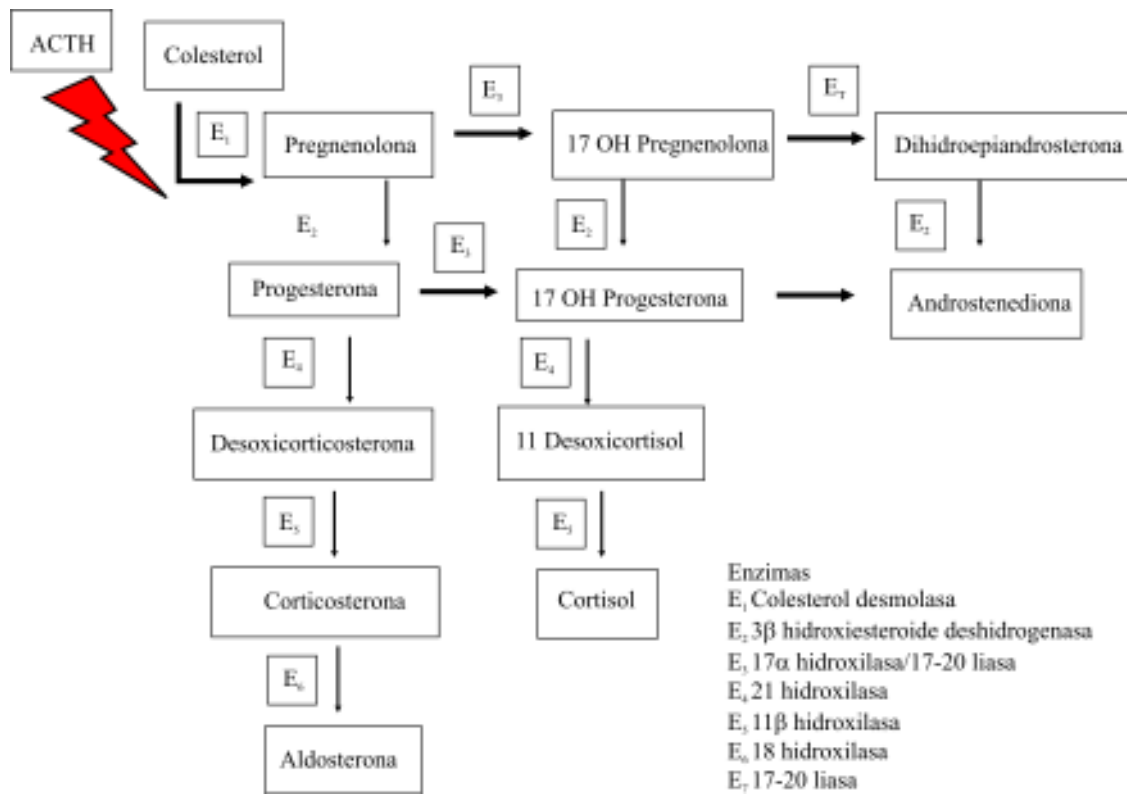 ACTH
Colesterol
E₁
Pregnenolona
E₃
17 OH Pregnenolona
E₇
Dihidroepiandrosterona
E₂
E₂
E₂
Progesterona
E₃
17 OH Progesterona
Androstenediona
E₄
E₄
Desoxicorticosterona
11 Desoxicortisol
E₅
E₅
Corticosterona
Cortisol
E₆
Aldosterona
Enzimas
E₁ Colesterol desmolasa
E₂ 3β hidroxiesteroide deshidrogenasa
E₃ 17α hidroxilasa/17-20 liasa
E₄ 21 hidroxilasa
E₅ 11β hidroxilasa
E₆ 18 hidroxilasa
E₇ 17-20 liasa